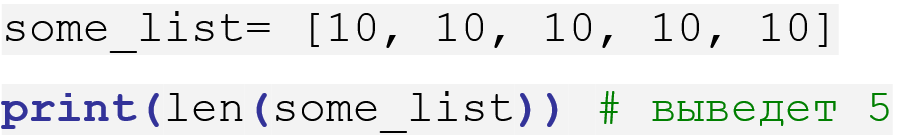 some_list= [10, 10, 10, 10, 10]
print(len(some_list)) # выведет 5